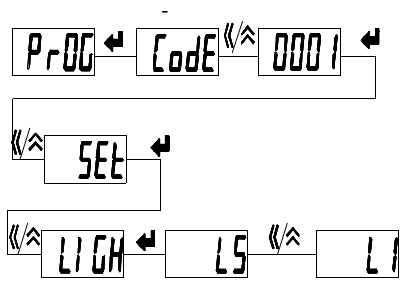 PrOG CodE 0001
SEt
LIGH LS L1